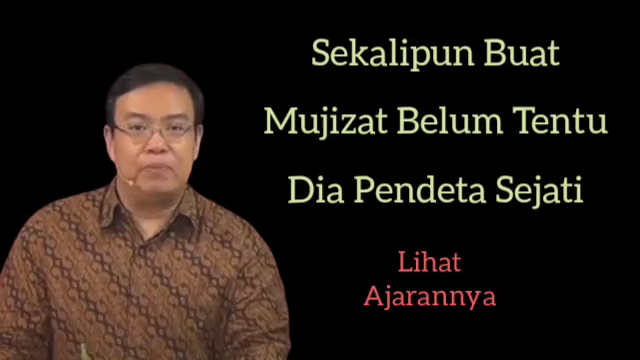 Sekalipun Buat
Mujizat Belum Tentu
Dia Pendeta Sejati
Lihat
Ajarannya